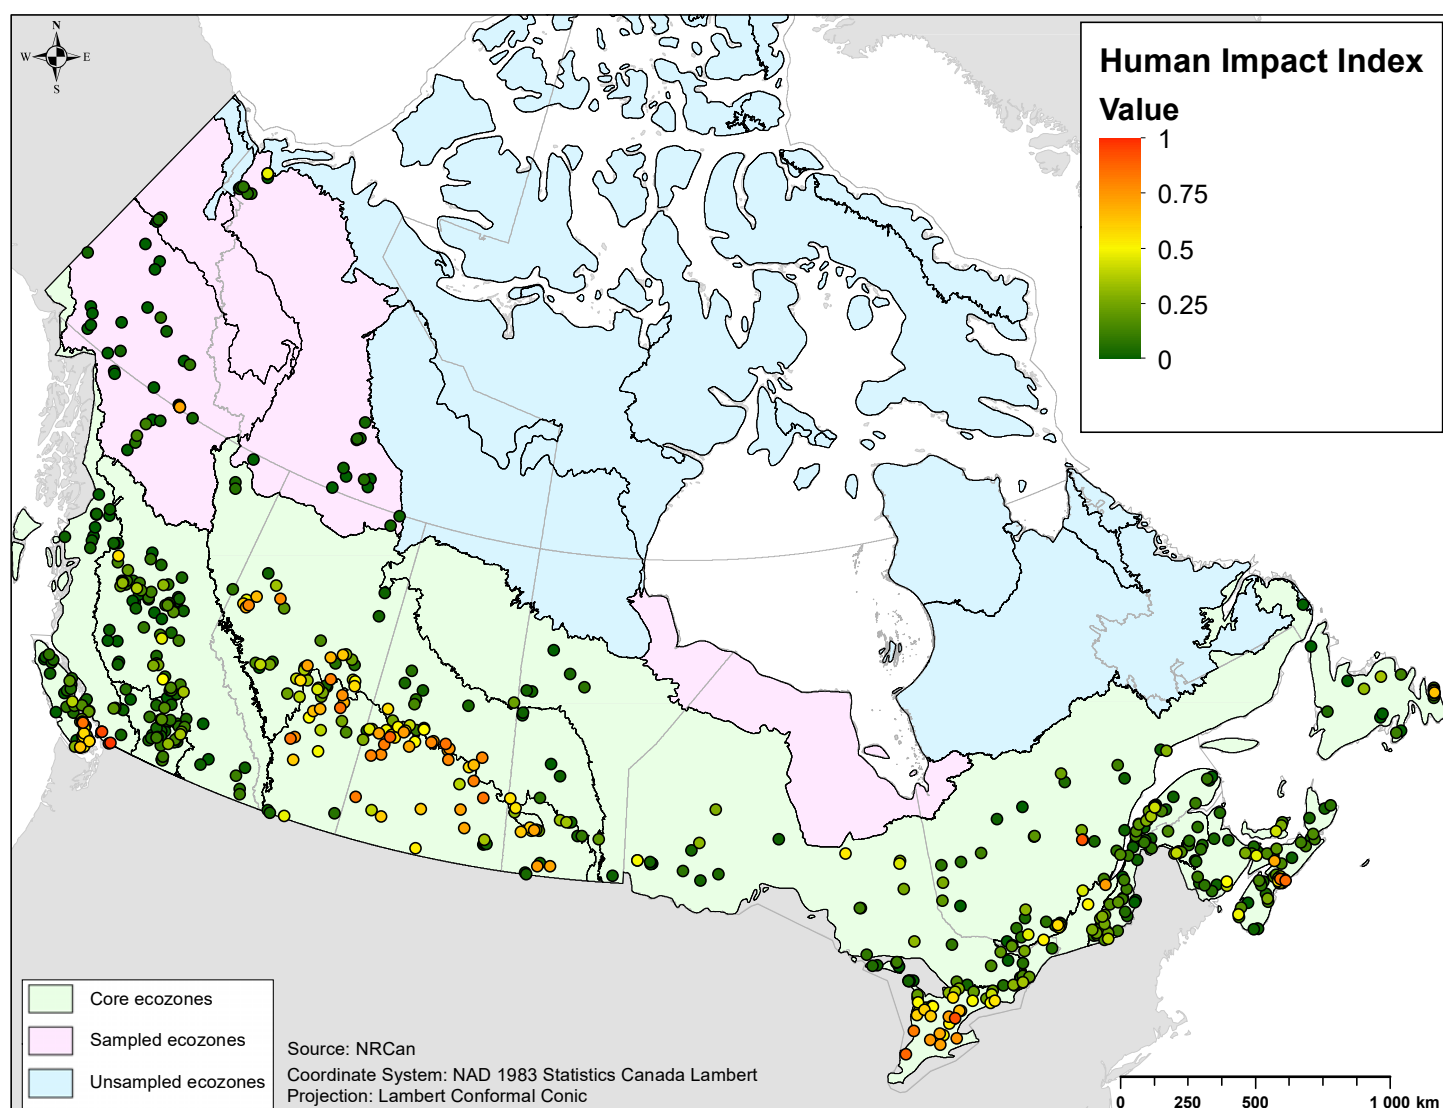 N
W E
S
Human Impact Index
Value
1
0.75
0.5
0.25
0
Core ecozones
Sampled ecozones
Unsampled ecozones
Source: NRCan
Coordinate System: NAD 1983 Statistics Canada Lambert
Projection: Lambert Conformal Conic
0 250 500 1 000 km